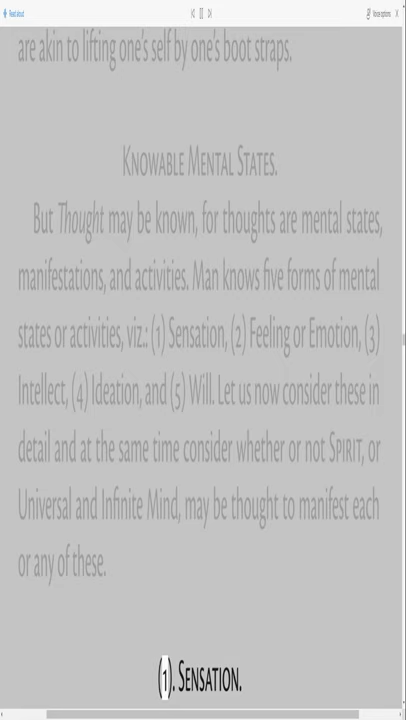 Read aloud
Voice options
are akin to lifting one's self by one's boot straps.
KNOWABLE MENTAL STATES.
But Thought may be known, for thoughts are mental states,
manifestations, and activities. Man knows five forms of mental
states or activities, viz.: (1) Sensation, (2) Feeling or Emotion, (3)
Intellect, (4) Ideation, and (5) Will. Let us now consider these in
detail and at the same time consider whether or not SPIRIT, or
Universal and Infinite Mind, may be thought to manifest each
or any of these.
(1). SENSATION.